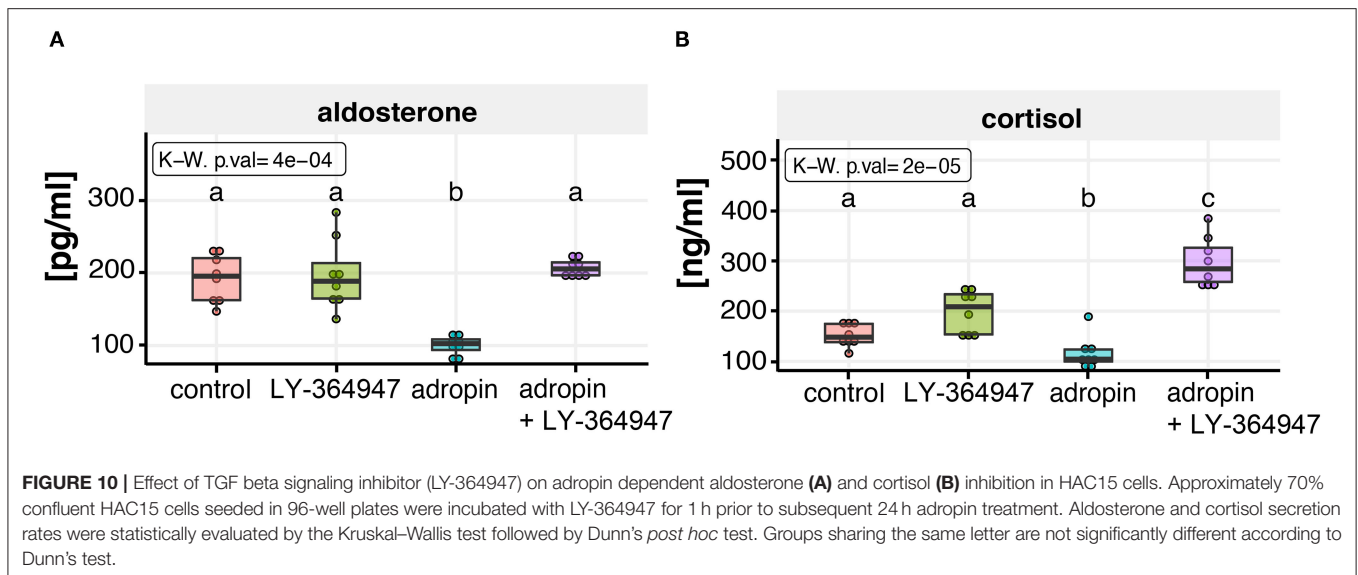 A
aldosterone
K–W. p.val= 4e–04
[pg/ml]
300
200
100
a a b a
control LY-364947 adropin adropin
+ LY-364947
B
cortisol
K–W. p.val= 2e–05
[ng/ml]
500
400
300
200
100
a a b c
control LY-364947 adropin adropin
+ LY-364947
FIGURE 10 | Effect of TGF beta signaling inhibitor (LY-364947) on adropin dependent aldosterone (A) and cortisol (B) inhibition in HAC15 cells. Approximately 70%
confluent HAC15 cells seeded in 96-well plates were incubated with LY-364947 for 1 h prior to subsequent 24 h adropin treatment. Aldosterone and cortisol secretion
rates were statistically evaluated by the Kruskal–Wallis test followed by Dunn's post hoc test. Groups sharing the same letter are not significantly different according to
Dunn's test.